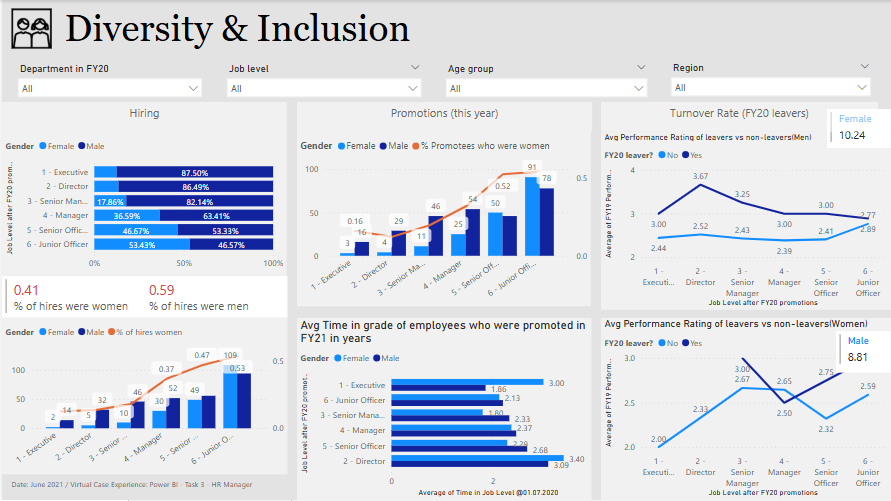 Diversity & Inclusion
Department in FY20
All
Job level
All
Age group
All
Region
All
Hiring
Gender Female Male
Job Level after FY20 prom..
1 - Executive 87.50%
2 - Director 86.49%
3 - Senior Man... 17.86% 82.14%
4 - Manager 36.59% 63.41%
5 - Senior Offic... 46.67% 53.33%
6 - Junior Officer 53.43% 46.57%
0% 50% 100%
0.41 0.59
% of hires were women % of hires were men
Gender Female Male % of hires women
109
0.47 0.53
0.37
0.5
100
46 52 49
50
32 30
14 10
2 5
0 0.0
1 - Executive 2 - Director 3 - Senior ... 4 - Manager 5 - Senior ... 6 - Junior O...
Date: June 2021 / Virtual Case Experience: Power BI - Task 3 - HR Manager
Promotions (this year)
Gender Female Male % Promotees who were women
100 91
78
0.52 0.5
54 50
50 46
29 25
0.16 16
3 4 11
0 0.0
1 - Executive 2 - Director 3 - Senior Ma... 4 - Manager 5 - Senior Off... 6 - Junior Offi...
Avg Time in grade of employees who were promoted in
FY21 in years
Gender Female Male
Job Level after FY20 promot..
1 - Executive 3.00 1.86
6 - Junior Officer 2.13
3 - Senior Mana... 1.80 2.33
4 - Manager 2.37
5 - Senior Officer 2.29 2.68
2 - Director 3.40 3.09
0 2
Average of Time in Job Level @01.07.2020
Turnover Rate (FY20 leavers)
Female
10.24
Avg Performance Rating of leavers vs non-leavers(Men)
FY20 leaver? No Yes
Average of FY19 Perform...
4
3.67
3.25
3 3.00 3.00 3.00 2.77
2.44 2.52 2.43 2.39 2.41 2.89
2
1 - Executi... 2 - Director 3 - Senior Manager 4 - Manager 5 - Senior Officer 6 - Junior Officer
Job Level after FY20 promotions
Avg Performance Rating of leavers vs non-leavers(Women)
Male
8.81
FY20 leaver? No Yes
Average of FY19 Perform...
3.0
3.00 2.75
2.67 2.65 2.59
2.5
2.33 2.50 2.32
2.0 2.00
1 - Executi... 2 - Director 3 - Senior Manager 4 - Manager 5 - Senior Officer 6 - Junior Officer
Job Level after FY20 promotions